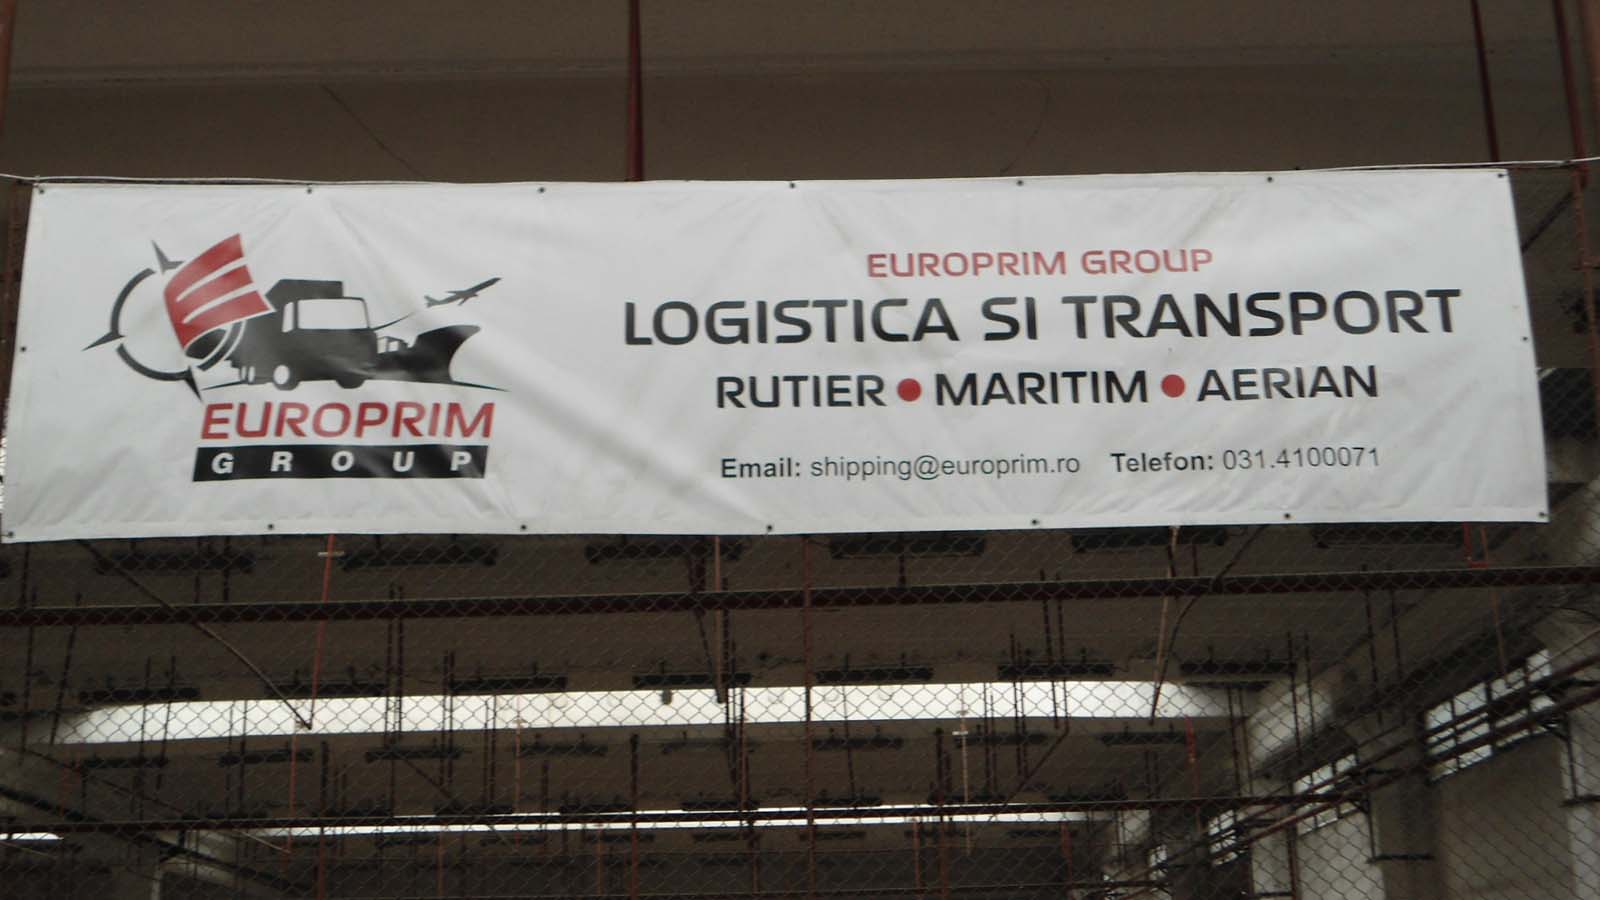 EUROPRIM
GROUP
EUROPRIM GROUP
LOGISTICA SI TRANSPORT
RUTIER • MARITIM • AERIAN
Email: shipping@europrim.ro Telefon: 031.4100071